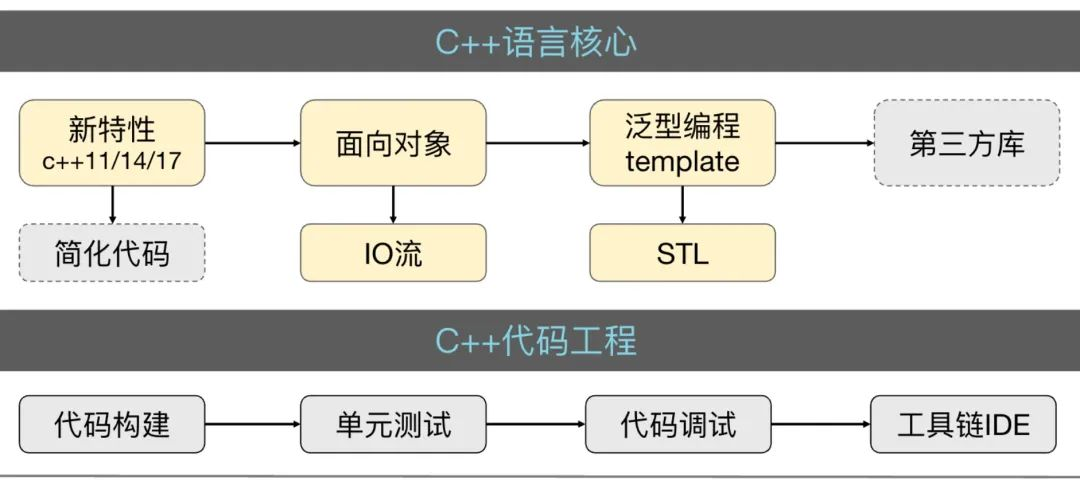 C++语言核心
新特性
c++11/14/17
面向对象
泛型编程
template
第三方库
简化代码
IO流
STL
C++代码工程
代码构建
单元测试
代码调试
工具链IDE